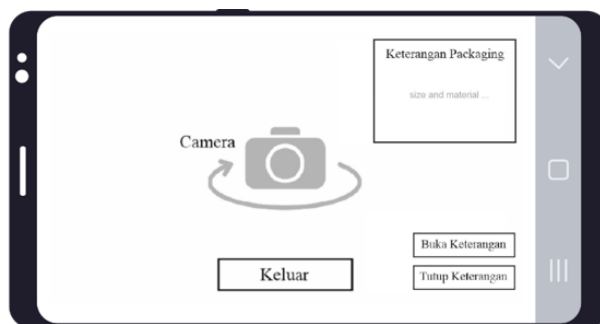 Keterangan Packaging
size and material ...
Camera
Buka Keterangan
Keluar
Tutup Keterangan